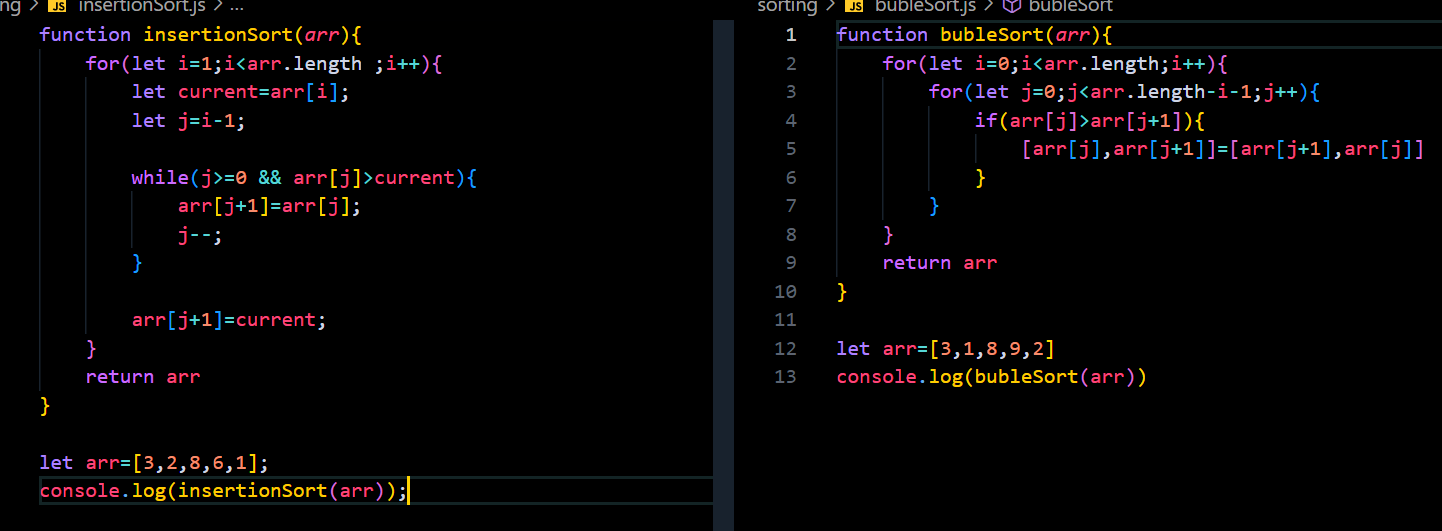 ng > JS insertionSort.js > ...
function insertionSort(arr){
    for(let i=1;i<arr.length ;i++){
        let current=arr[i];
        let j=i-1;
        while(j>=0 && arr[j]>current){
            arr[j+1]=arr[j];
            j--;
        }
        arr[j+1]=current;
    }
    return arr
}
let arr=[3,2,8,6,1];
console.log(insertionSort(arr));
sorting > JS bubleSort.js > bubleSort
1 function bubleSort(arr){
2     for(let i=0;i<arr.length;i++){
3         for(let j=0;j<arr.length-i-1;j++){
4             if(arr[j]>arr[j+1]){
5                 [arr[j],arr[j+1]]=[arr[j+1],arr[j]]
6             }
7         }
8     }
9     return arr
10 }
11
12 let arr=[3,1,8,9,2]
13 console.log(bubleSort(arr))